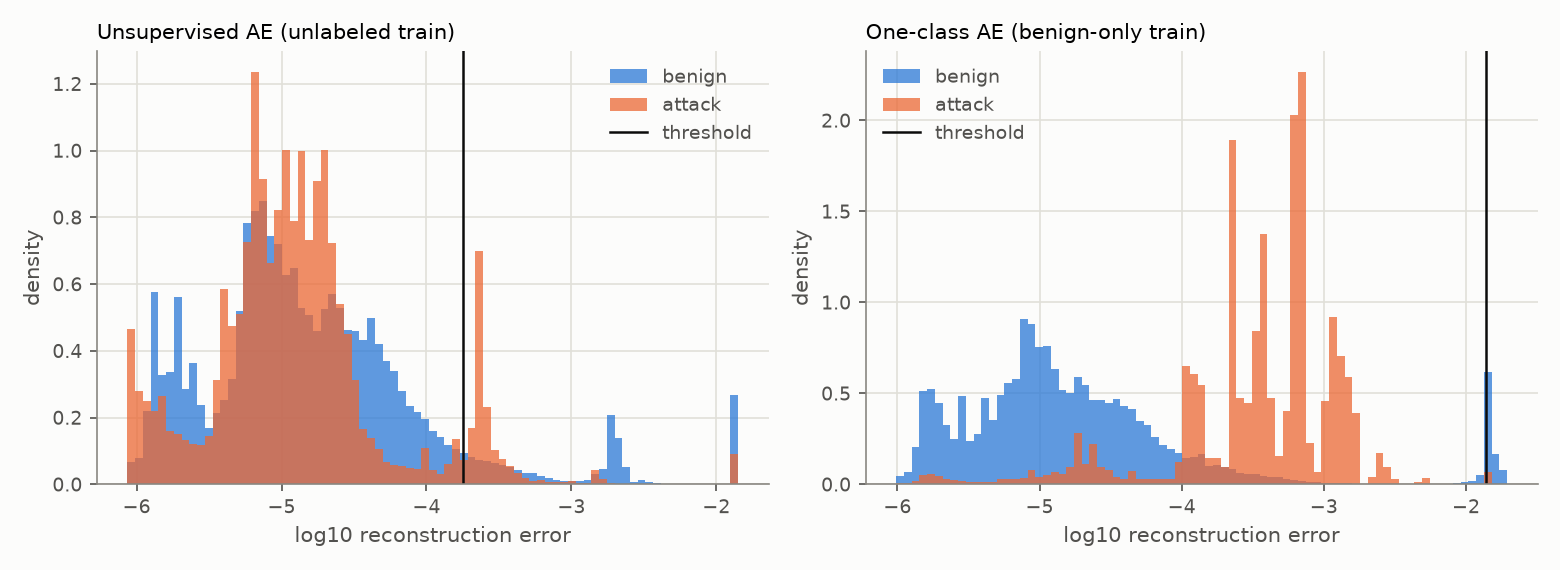 Unsupervised AE (unlabeled train)
benign
attack
threshold
density
1.2
1.0
0.8
0.6
0.4
0.2
0.0
−6
−5
−4
−3
−2
log10 reconstruction error
One-class AE (benign-only train)
benign
attack
threshold
density
2.0
1.5
1.0
0.5
0.0
−6
−5
−4
−3
−2
log10 reconstruction error